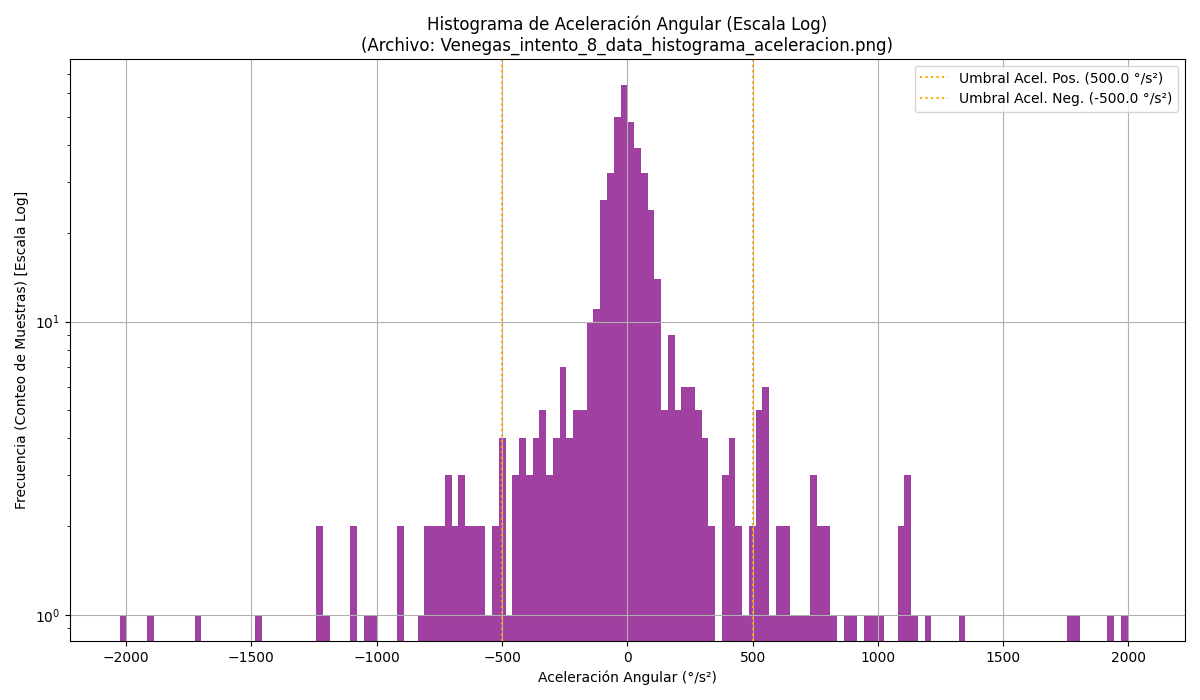 Histograma de Aceleración Angular (Escala Log)
(Archivo: Venegas_intento_8_data_histograma_aceleracion.png)
Umbral Acel. Pos. (500.0 °/s²)
Umbral Acel. Neg. (-500.0 °/s²)
Frecuencia (Conteo de Muestras) [Escala Log]
10¹
10⁰
−2000 −1500 −1000 −500 0 500 1000 1500 2000
Aceleración Angular (°/s²)